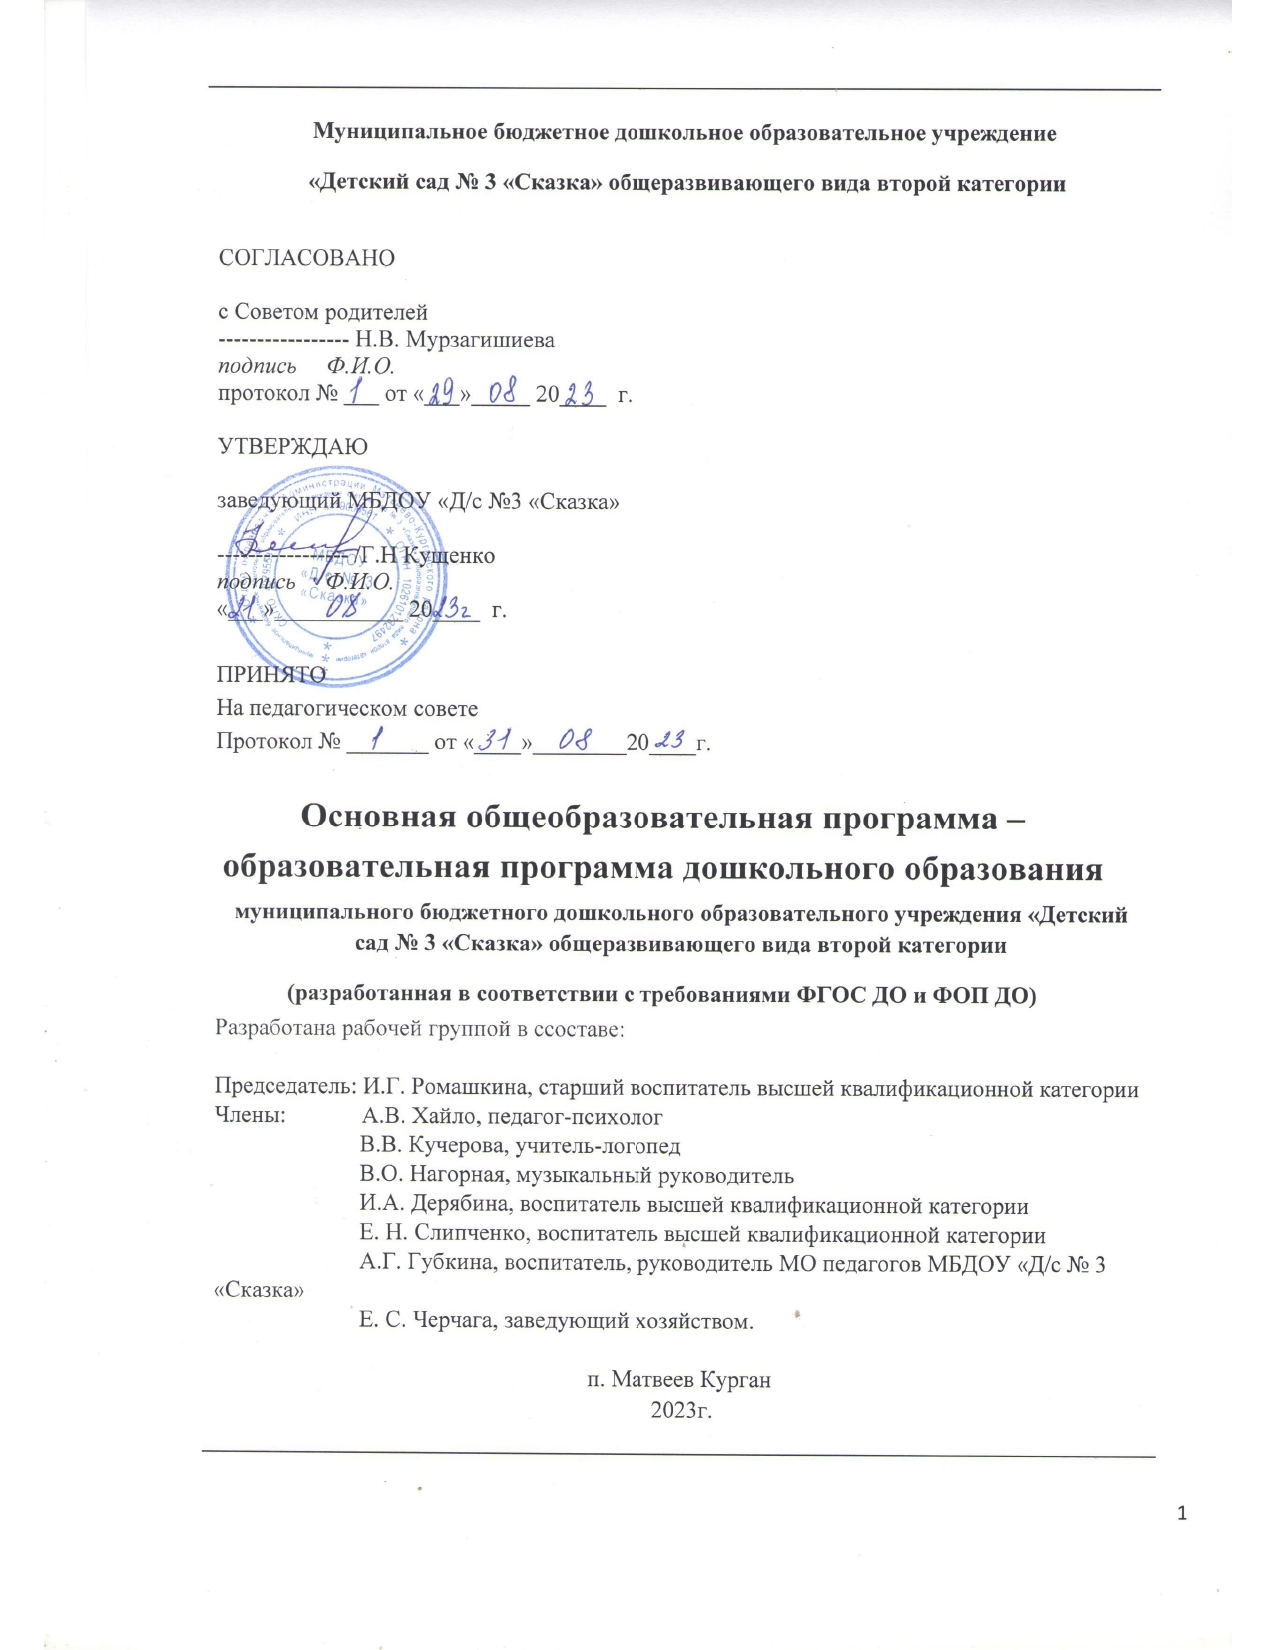 Муниципальное бюджетное дошкольное образовательное учреждение
«Детский сад № 3 «Сказка» общеразвивающего вида второй категории
СОГЛАСОВАНО
с Советом родителей
----------------- Н.В. Мурзагишиева
подпись Ф.И.О.
протокол № 1 от «29» 08 2023 г.
УТВЕРЖДАЮ
заведующий МБДОУ «Д/с №3 «Сказка»
----------------- /Г.Н Кущенко
подпись Ф.И.О.
МБДОУ
«Д/с № 3
«Сказка»
« » 08 2023г г.
ПРИНЯТО
На педагогическом совете
Протокол № 1 от «31» 08 2023 г.
Основная общеобразовательная программа –
образовательная программа дошкольного образования
муниципального бюджетного дошкольного образовательного учреждения «Детский
сад № 3 «Сказка» общеразвивающего вида второй категории
(разработанная в соответствии с требованиями ФГОС ДО и ФОП ДО)
Разработана рабочей группой в ссоставе:
Председатель: И.Г. Ромашкина, старший воспитатель высшей квалификационной категории
Члены: А.В. Хайло, педагог-психолог
В.В. Кучерова, учитель-логопед
В.О. Нагорная, музыкальный руководитель
И.А. Дерябина, воспитатель высшей квалификационной категории
Е. Н. Слипченко, воспитатель высшей квалификационной категории
А.Г. Губкина, воспитатель, руководитель МО педагогов МБДОУ «Д/с № 3
«Сказка»
Е. С. Черчага, заведующий хозяйством.
п. Матвеев Курган
2023г.
1